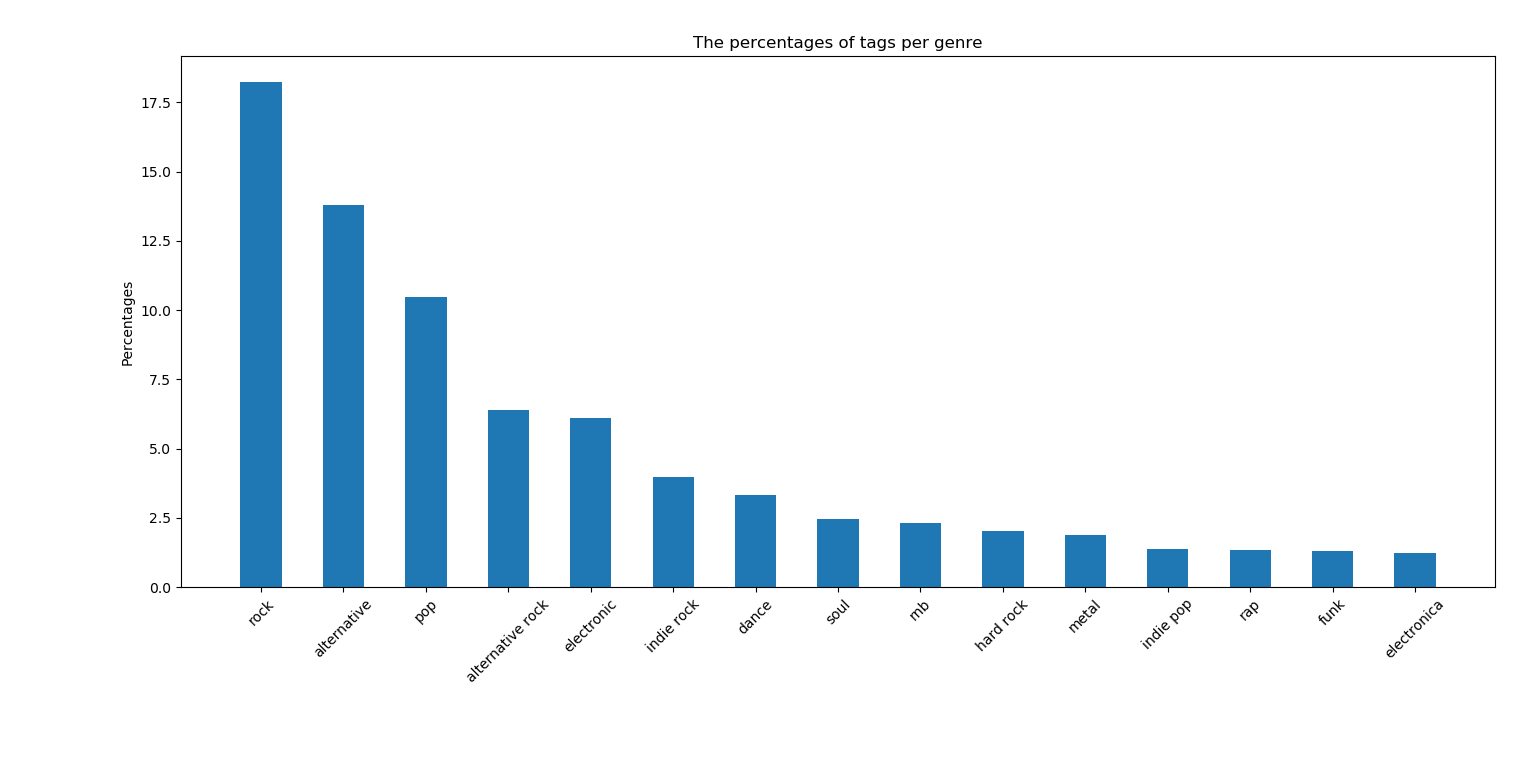 The percentages of tags per genre
17.5
15.0
12.5
10.0
7.5
5.0
2.5
0.0
Percentages
rock
alternative
pop
alternative rock
electronic
indie rock
dance
soul
rnb
hard rock
metal
indie pop
rap
funk
electronica